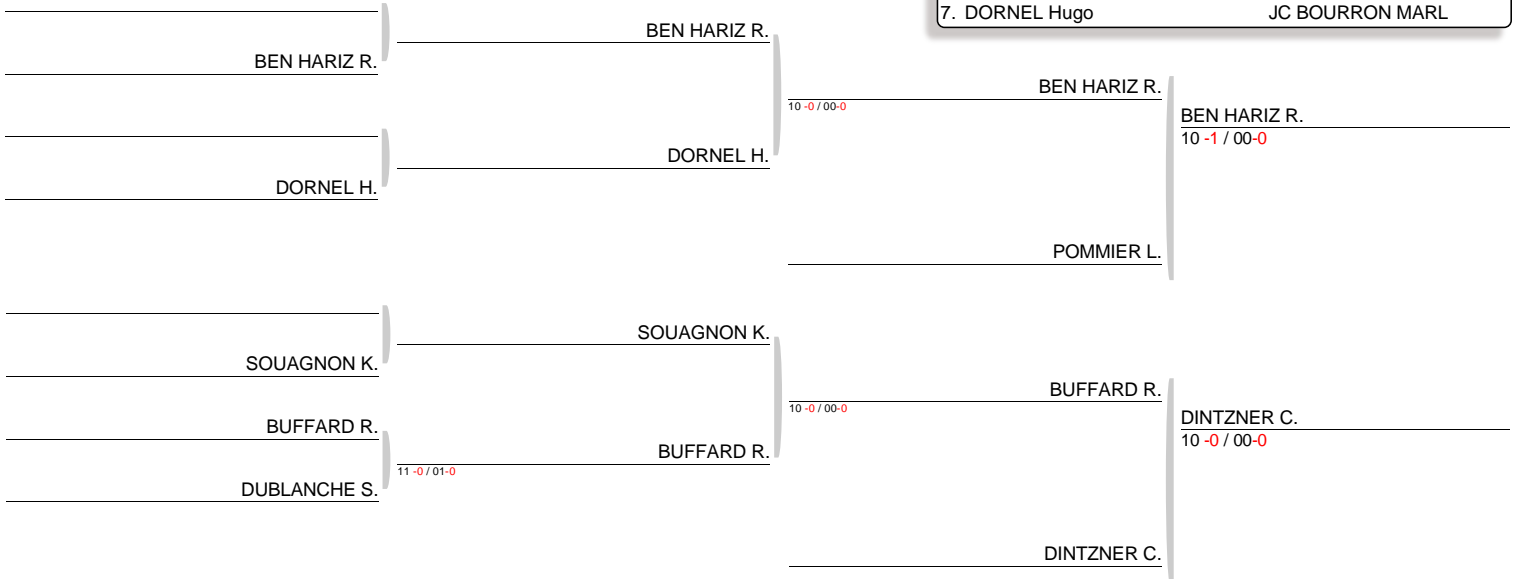 7. DORNEL Hugo JC BOURRON MARL
BEN HARIZ R.
BEN HARIZ R.
BEN HARIZ R.
10 -0 / 00-0
BEN HARIZ R.
10 -1 / 00-0
DORNEL H.
DORNEL H.
POMMIER L.
SOUAGNON K.
SOUAGNON K.
BUFFARD R.
10 -0 / 00-0
DINTZNER C.
10 -0 / 00-0
BUFFARD R.
BUFFARD R.
11 -0 / 01-0
DUBLANCHE S.
DINTZNER C.